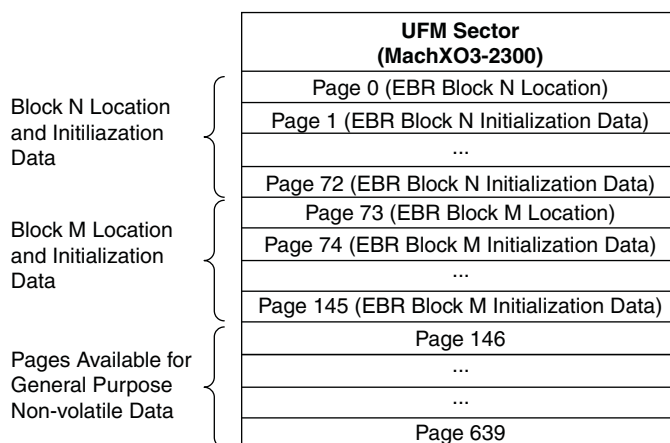 UFM Sector
(MachXO3-2300)
Block N Location
and Initiliazation
Data
Page 0 (EBR Block N Location)
Page 1 (EBR Block N Initialization Data)
...
Page 72 (EBR Block N Initialization Data)
Block M Location
and Initialization
Data
Page 73 (EBR Block M Location)
Page 74 (EBR Block M Initialization Data)
...
Page 145 (EBR Block M Initialization Data)
Pages Available for
General Purpose
Non-volatile Data
Page 146
...
...
Page 639